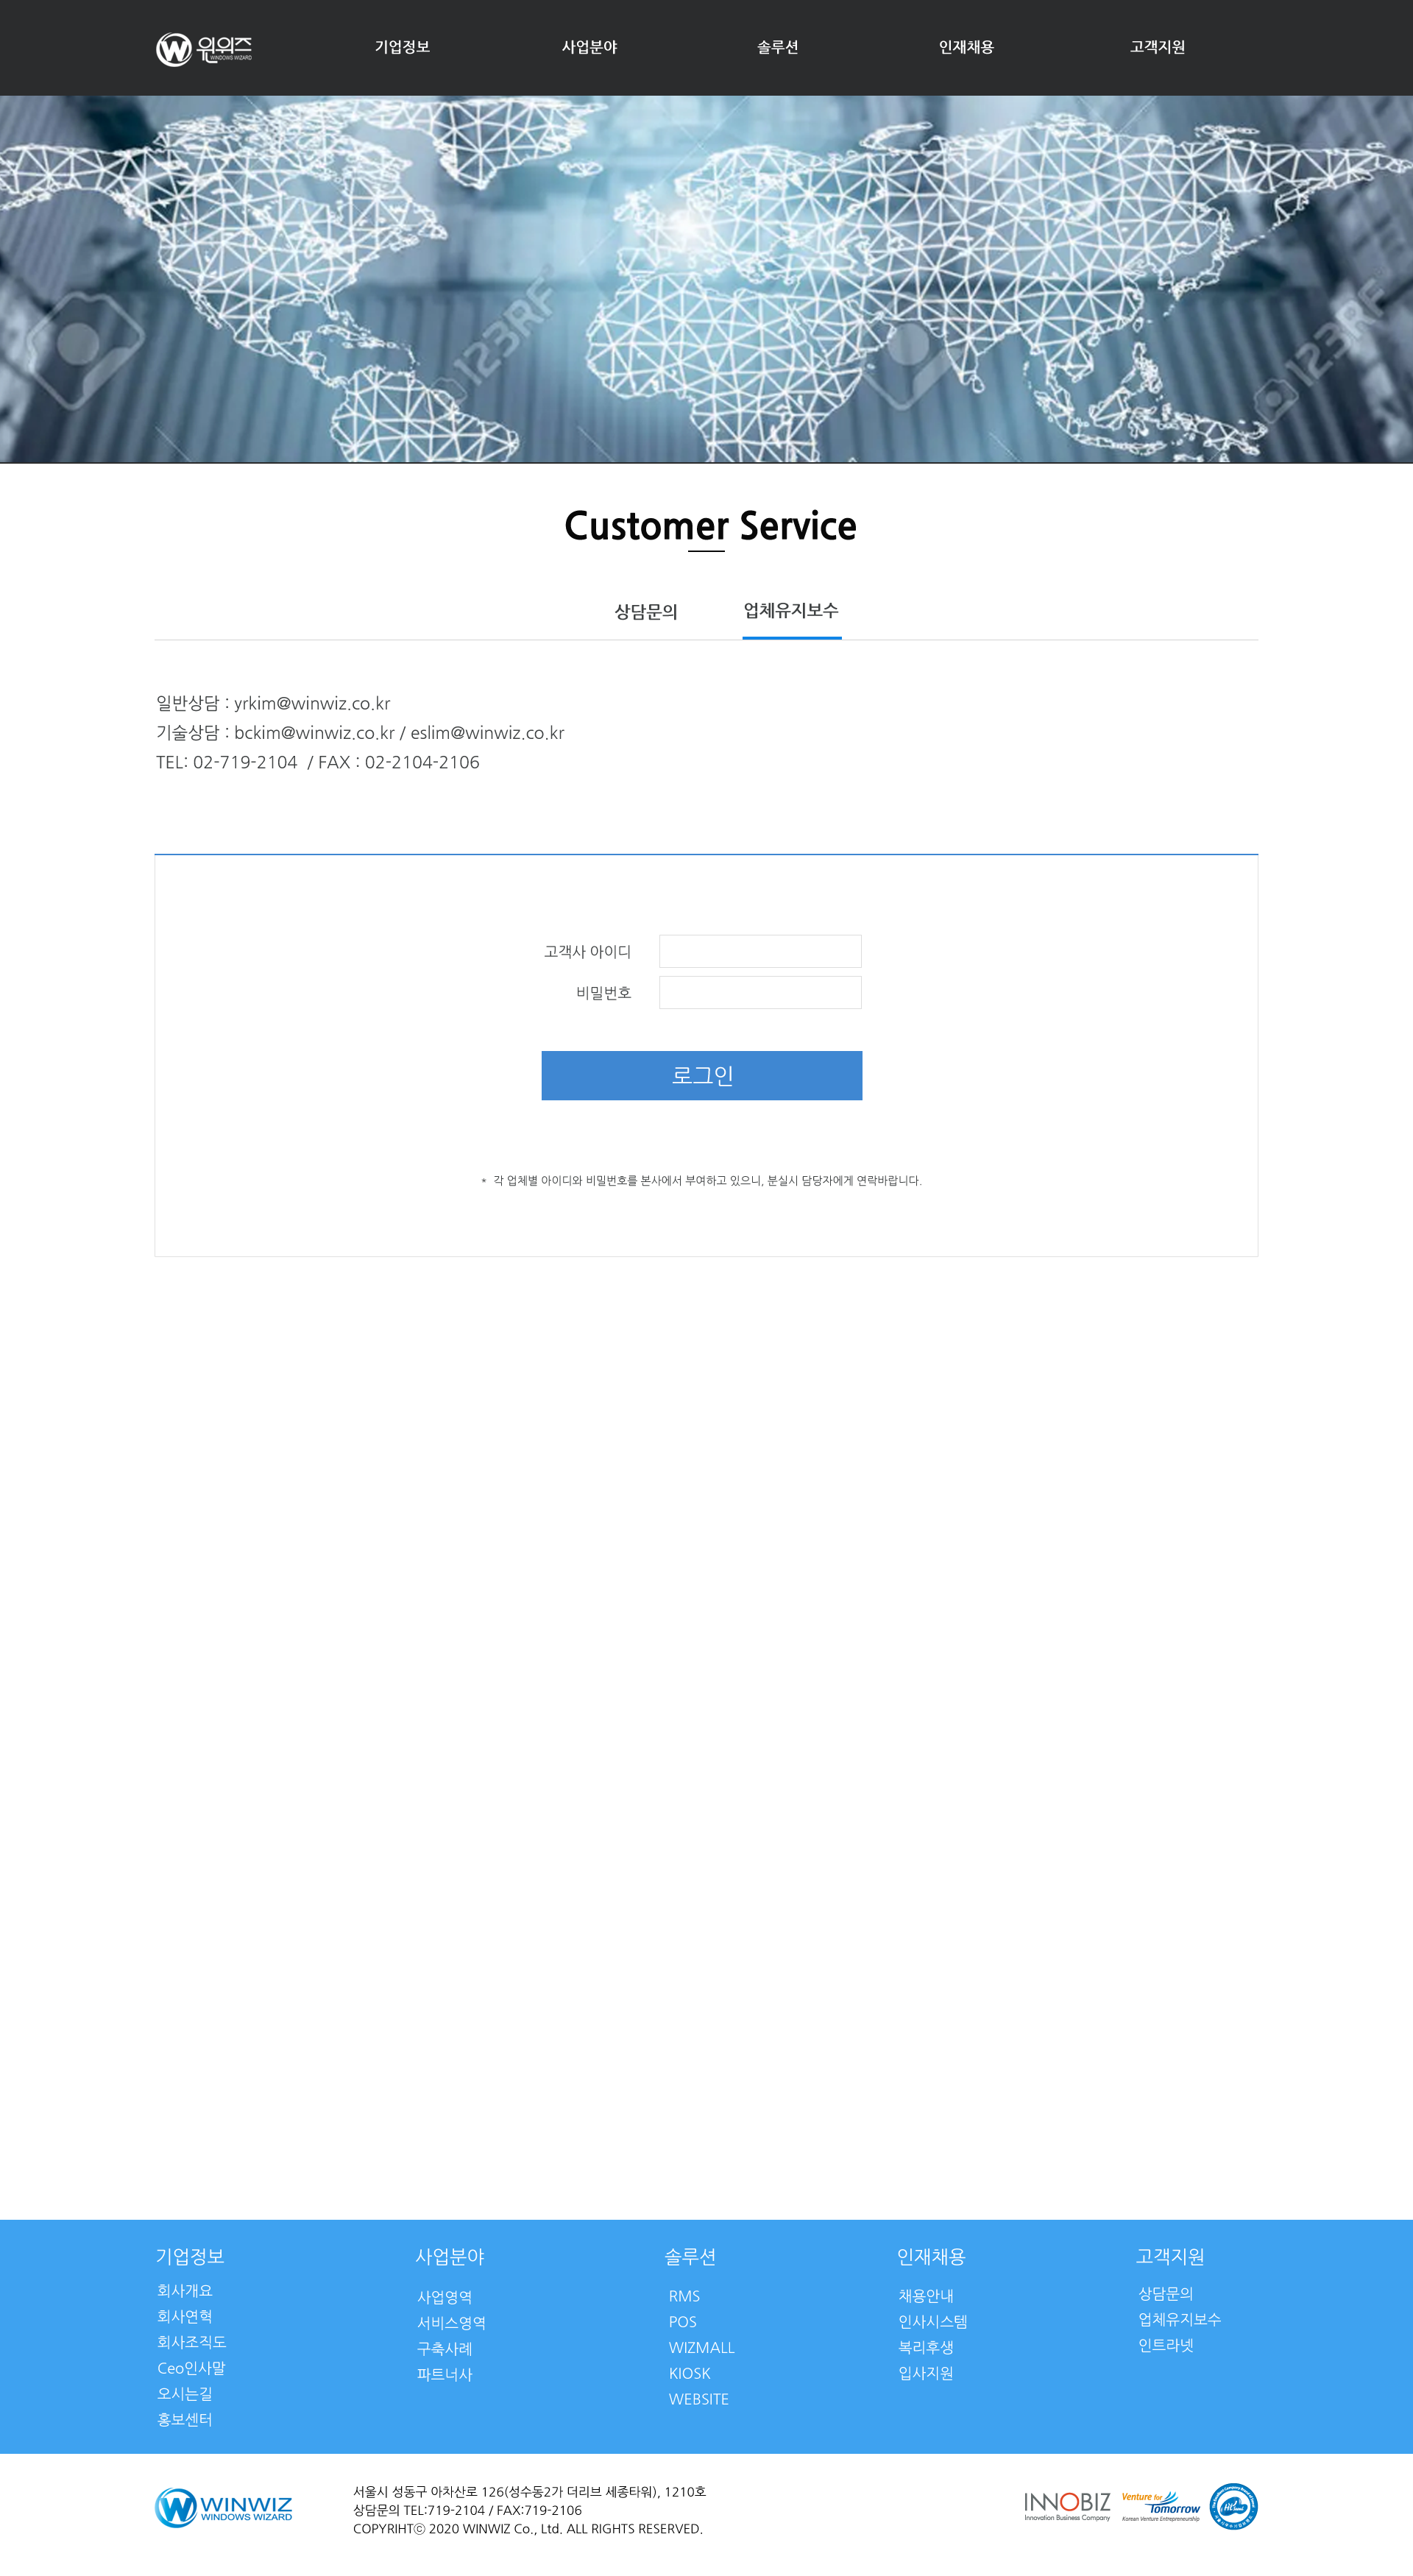 윈위즈
WINDOWS WIZARD
기업정보
사업분야
솔루션
인재채용
고객지원
123RF
123RF
Customer Service
상담문의
업체유지보수
일반상담 : yrkim@winwiz.co.kr
기술상담 : bckim@winwiz.co.kr / eslim@winwiz.co.kr
TEL: 02-719-2104 / FAX : 02-2104-2106
고객사 아이디
비밀번호
로그인
* 각 업체별 아이디와 비밀번호를 본사에서 부여하고 있으니, 분실시 담당자에게 연락바랍니다.
기업정보
회사개요
회사연혁
회사조직도
Ceo인사말
오시는길
홍보센터
사업분야
사업영역
서비스영역
구축사례
파트너사
솔루션
RMS
POS
WIZMALL
KIOSK
WEBSITE
인재채용
채용안내
인사시스템
복리후생
입사지원
고객지원
상담문의
업체유지보수
인트라넷
WINWIZ
WINDOWS WIZARD
서울시 성동구 아차산로 126(성수동2가 더리브 세종타워), 1210호
상담문의 TEL:719-2104 / FAX:719-2106
COPYRIHTⓒ 2020 WINWIZ Co., Ltd. ALL RIGHTS RESERVED.
INNOBIZ
Innovation Business Company
Venture for
Tomorrow
Korean Venture Entrepreneurship